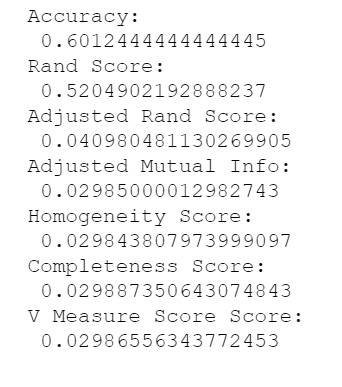 Accuracy:
0.6012444444444445
Rand Score:
0.5204902192888237
Adjusted Rand Score:
0.040980481130269905
Adjusted Mutual Info:
0.02985000012982743
Homogeneity Score:
0.029843807973999097
Completeness Score:
0.029887350643074843
V Measure Score Score:
0.02986556343772453